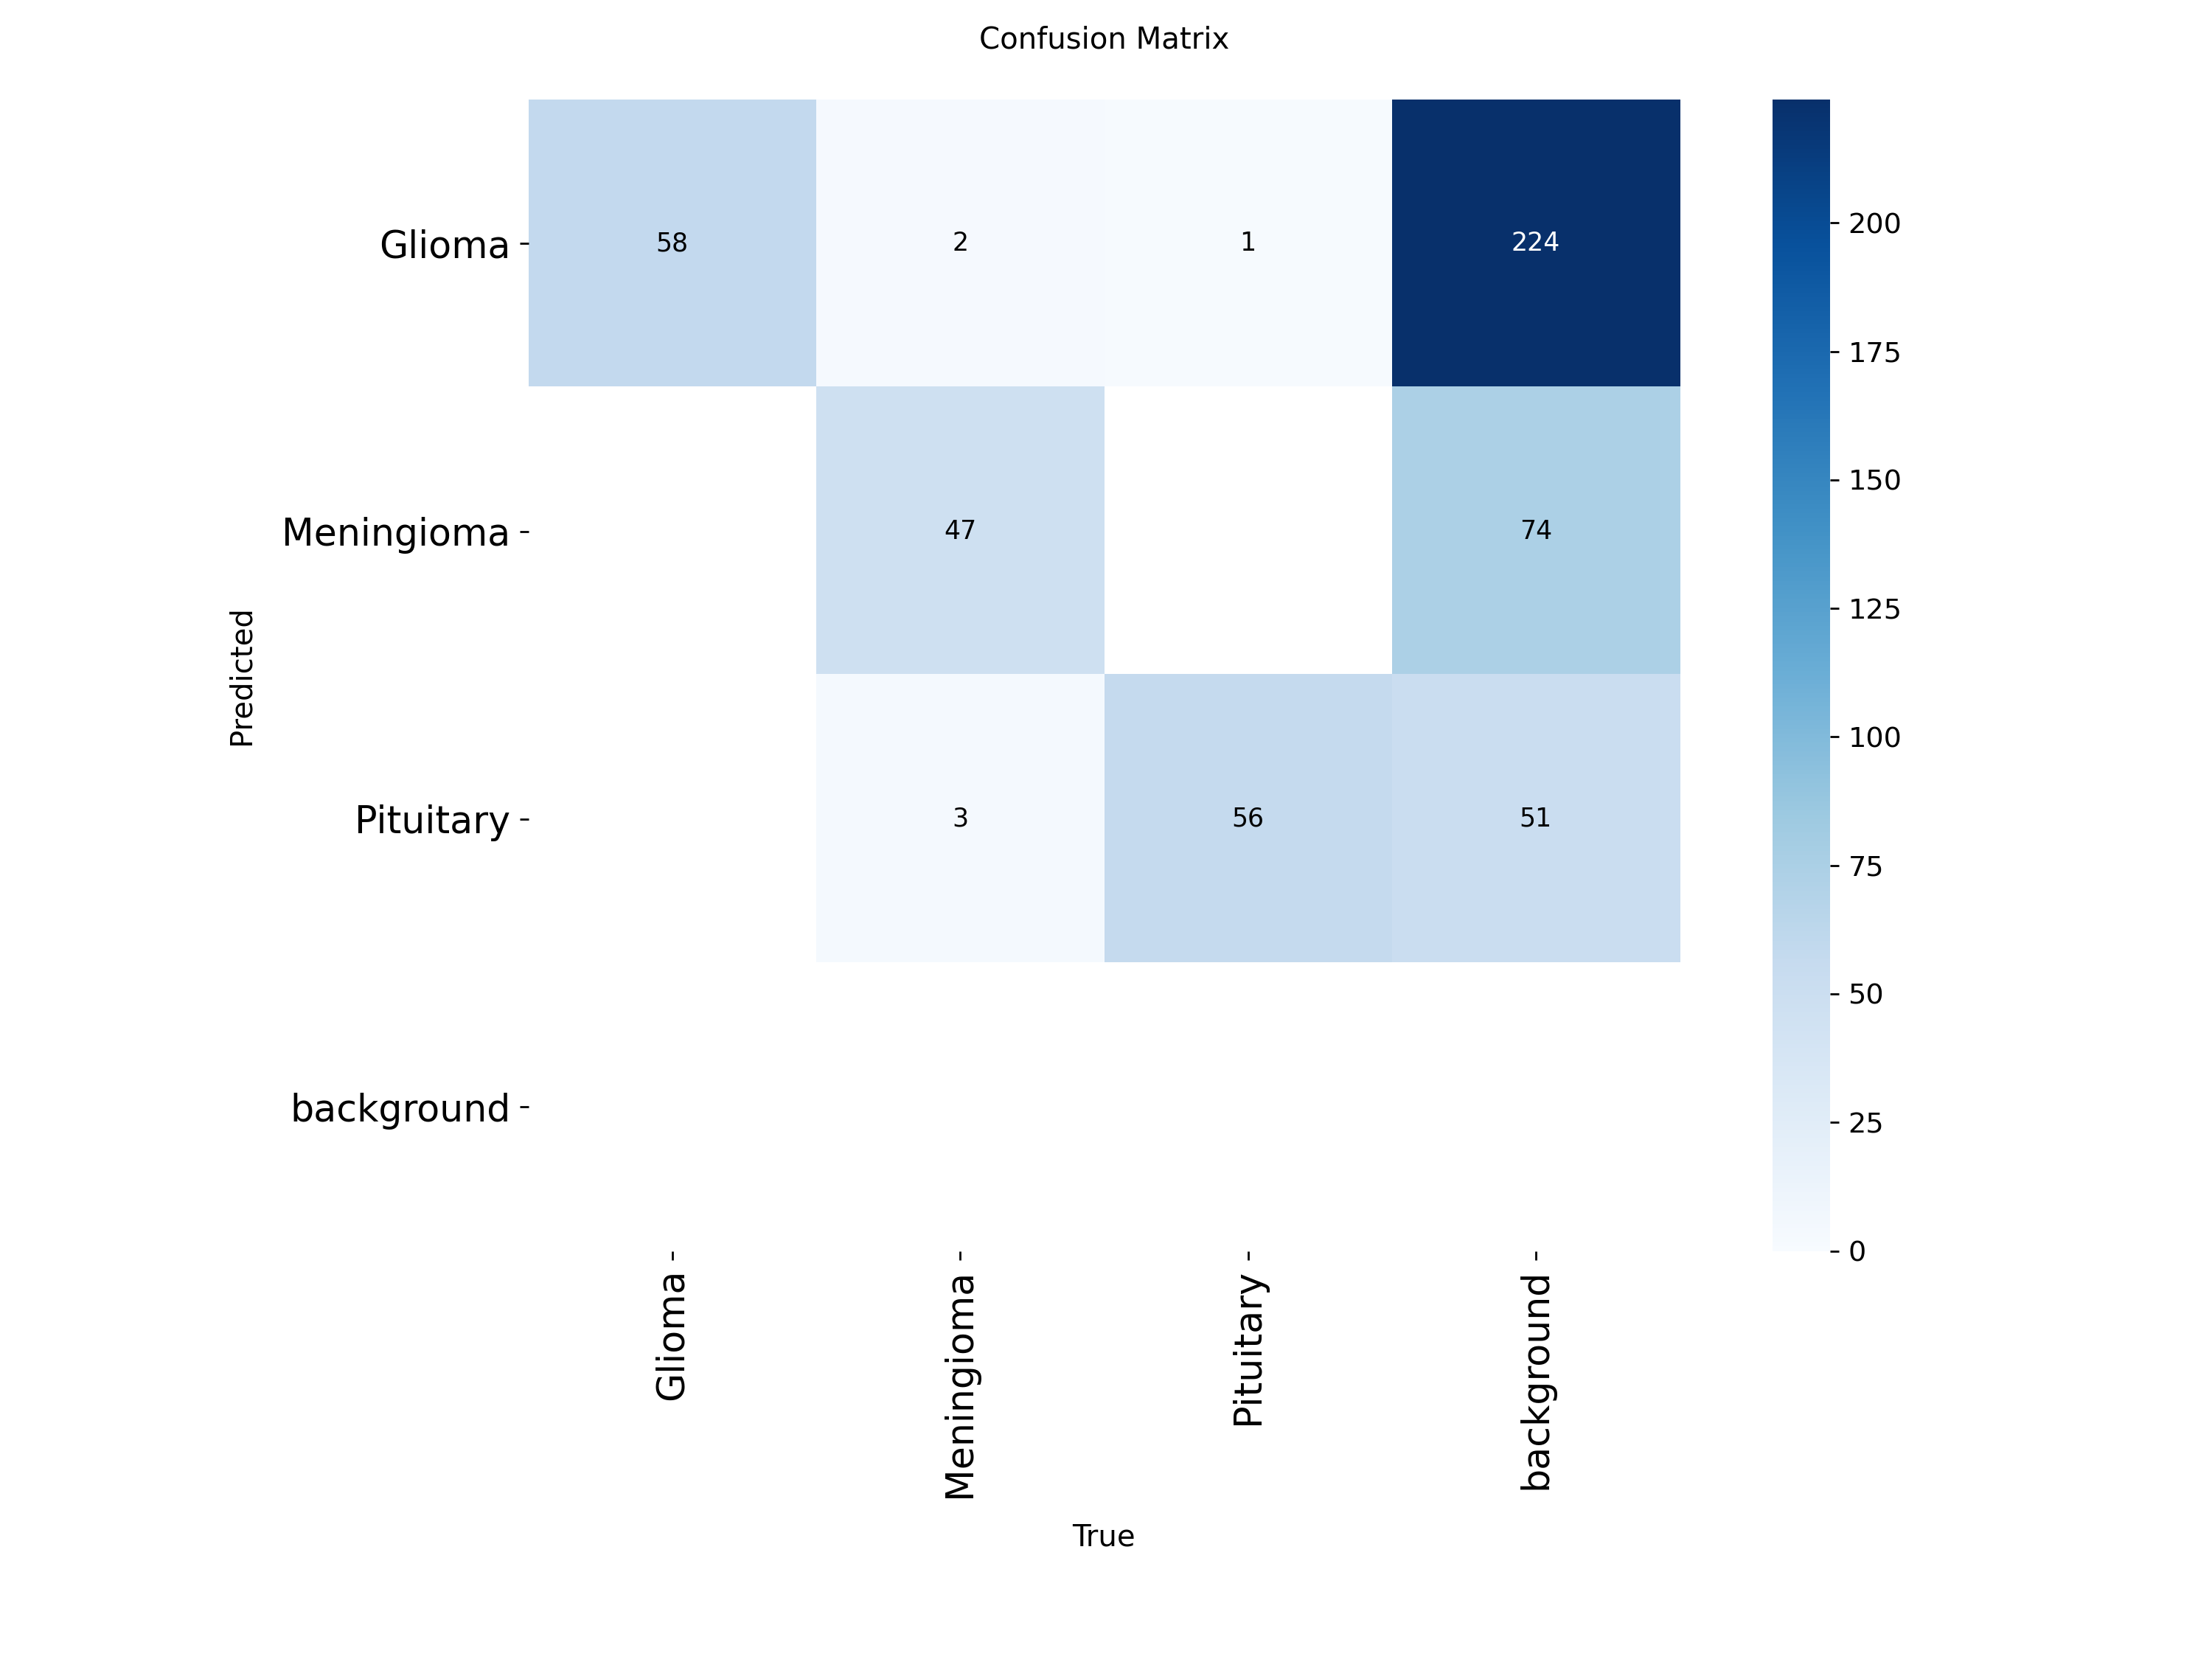 Confusion Matrix
Glioma
58
2
1
224
Meningioma
47
74
Pituitary
3
56
51
background
Predicted
Glioma
Meningioma
Pituitary
background
True
200
175
150
125
100
75
50
25
0